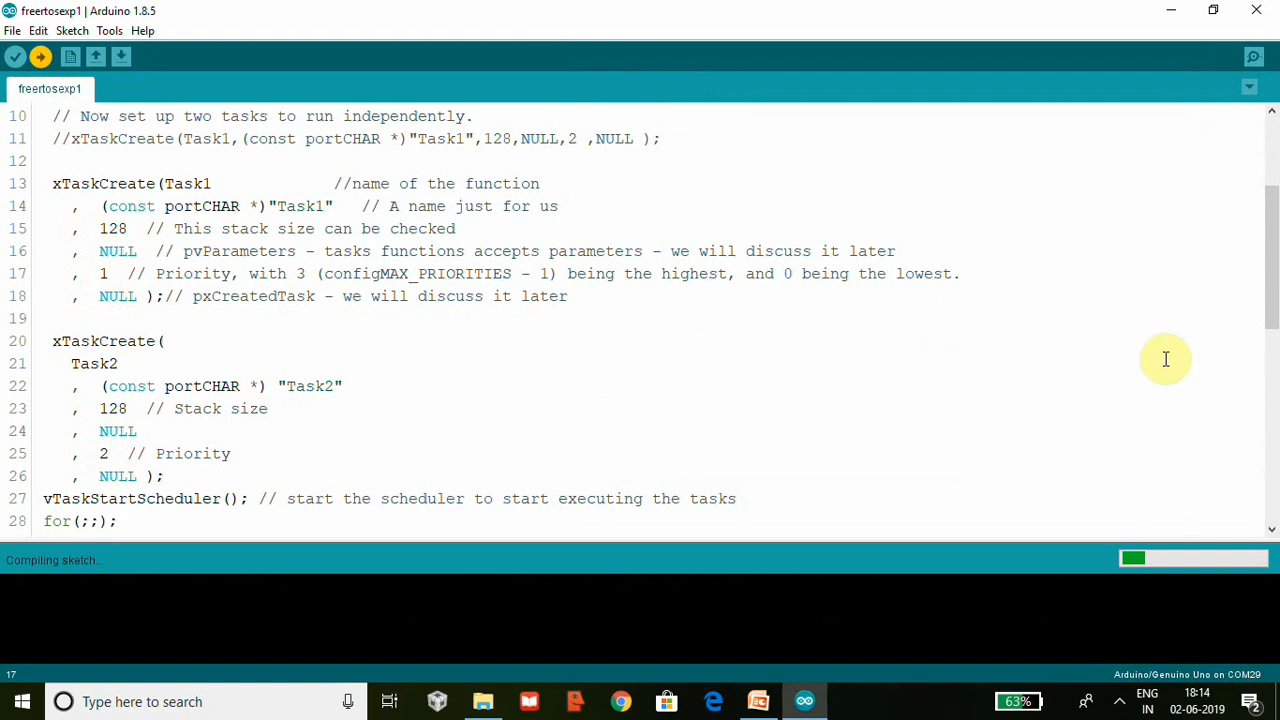 freertosexp1 | Arduino 1.8.5
File Edit Sketch Tools Help
freertosexp1
10 // Now set up two tasks to run independently.
11 //xTaskCreate(Task1,(const portCHAR *)"Task1",128,NULL,2 ,NULL );
12
13 xTaskCreate(Task1 //name of the function
14 , (const portCHAR *)"Task1" // A name just for us
15 , 128 // This stack size can be checked
16 , NULL // pvParameters - tasks functions accepts parameters - we will discuss it later
17 , 1 // Priority, with 3 (configMAX_PRIORITIES - 1) being the highest, and 0 being the lowest.
18 , NULL );// pxCreatedTask - we will discuss it later
19
20 xTaskCreate(
21 Task2
22 , (const portCHAR *) "Task2"
23 , 128 // Stack size
24 , NULL
25 , 2 // Priority
26 , NULL );
27 vTaskStartScheduler(); // start the scheduler to start executing the tasks
28 for(;;);
Compiling sketch...
17 Arduino/Genuino Uno on COM29
Type here to search
63%
ENG
IN
18:14
02-06-2019
2